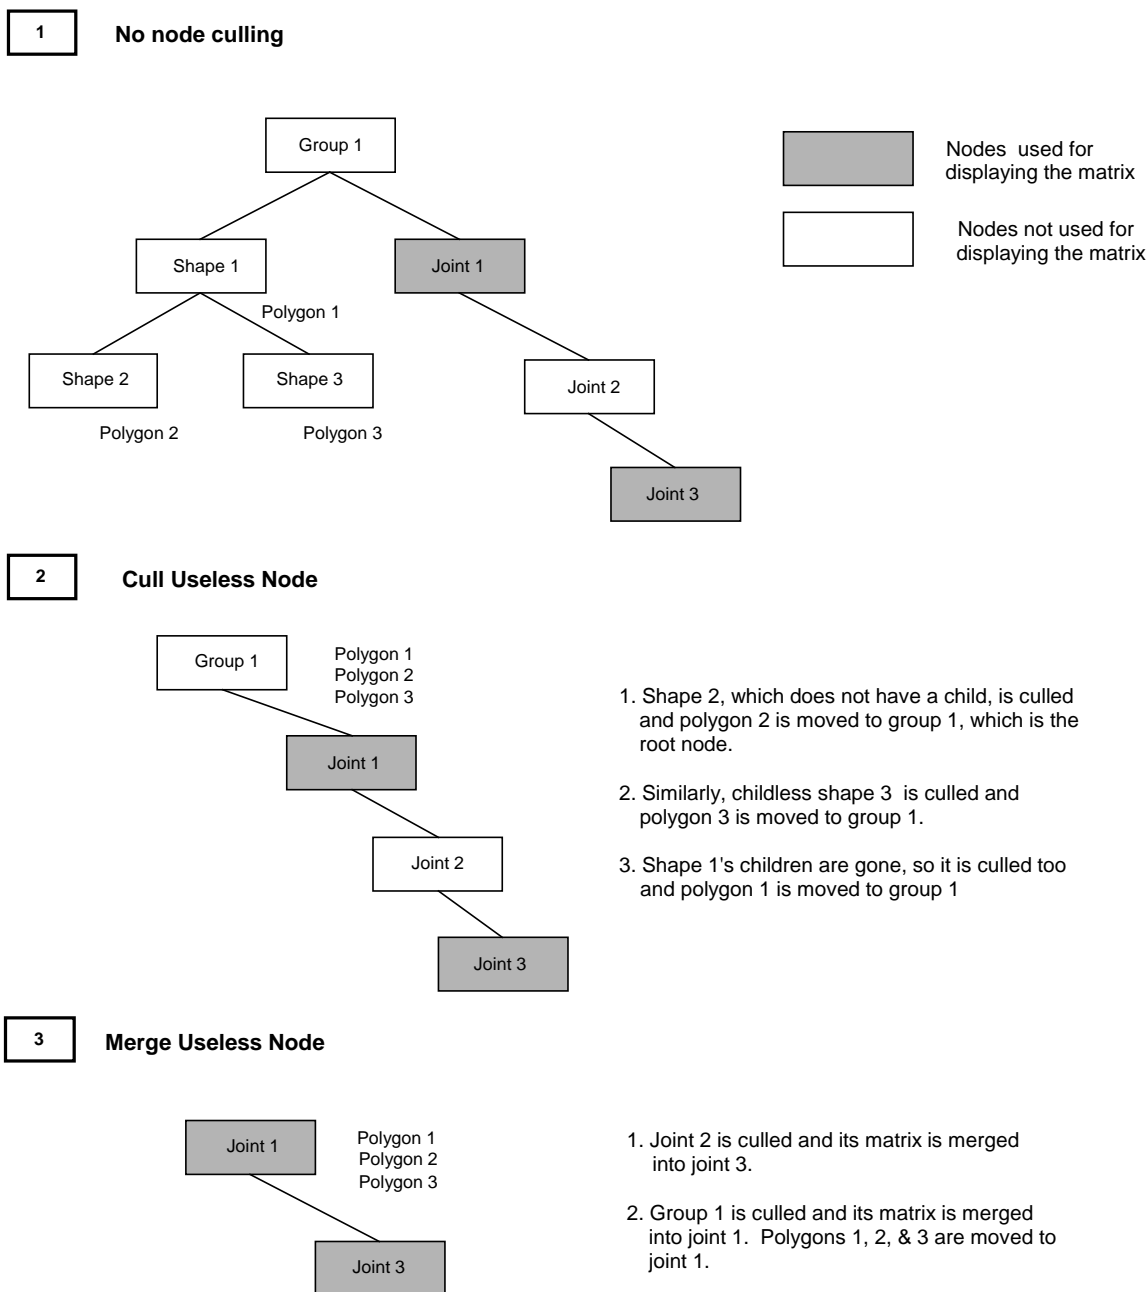 1
No node culling
Group 1
Nodes used for
displaying the matrix
Nodes not used for
displaying the matrix
Shape 1
Joint 1
Polygon 1
Shape 2
Shape 3
Joint 2
Polygon 2
Polygon 3
Joint 3
2
Cull Useless Node
Group 1
Polygon 1
Polygon 2
Polygon 3
Joint 1
Joint 2
Joint 3
1. Shape 2, which does not have a child, is culled
and polygon 2 is moved to group 1, which is the
root node.
2. Similarly, childless shape 3 is culled and
polygon 3 is moved to group 1.
3. Shape 1's children are gone, so it is culled too
and polygon 1 is moved to group 1
3
Merge Useless Node
Joint 1
Polygon 1
Polygon 2
Polygon 3
Joint 3
1. Joint 2 is culled and its matrix is merged
into joint 3.
2. Group 1 is culled and its matrix is merged
into joint 1. Polygons 1, 2, & 3 are moved to
joint 1.